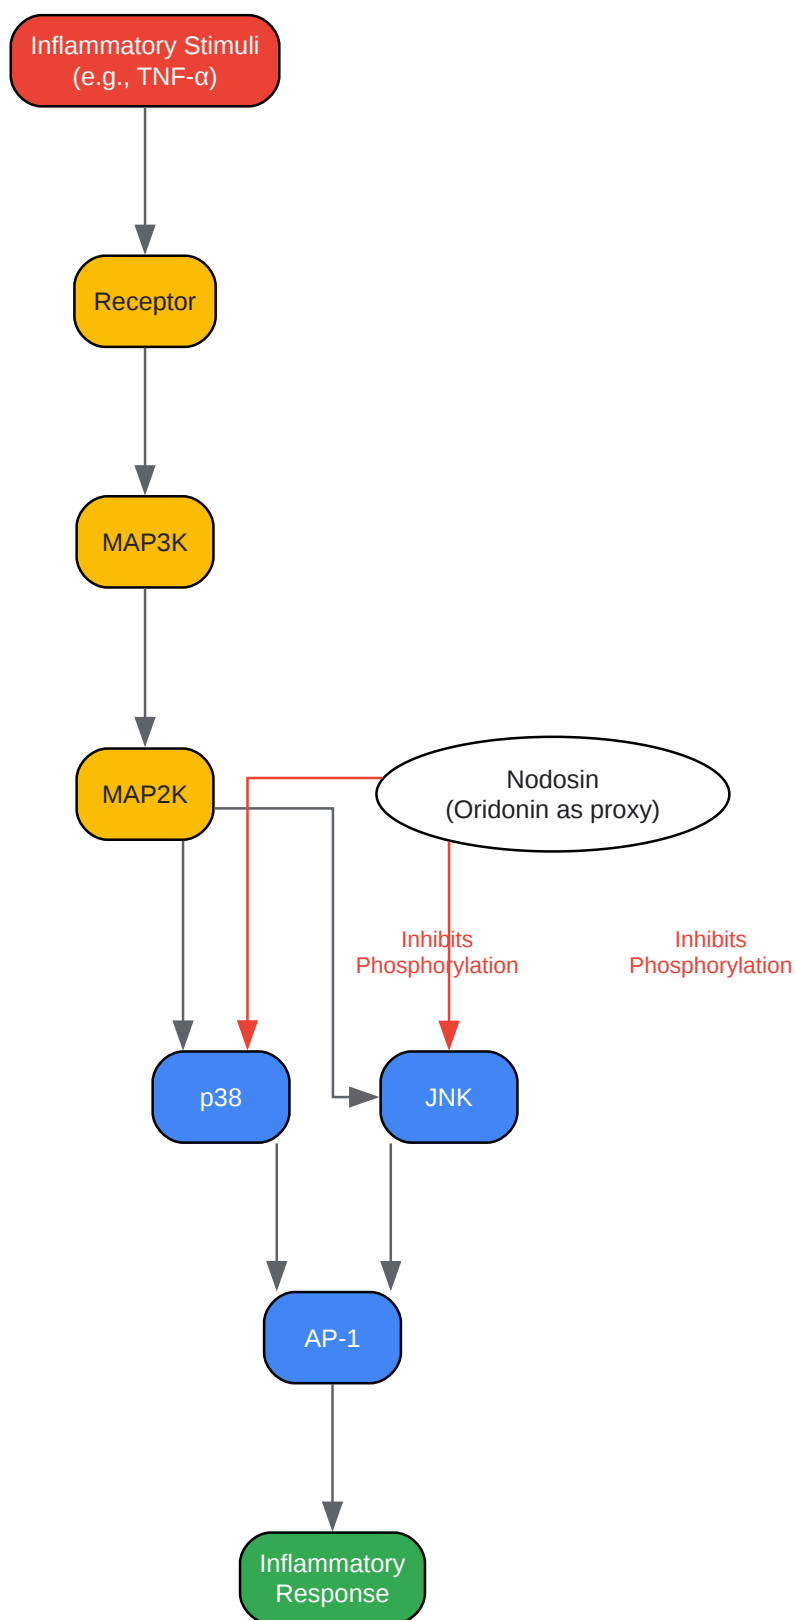 Inflammatory Stimuli
(e.g., TNF-α)
Receptor
MAP3K
MAP2K
Nodosin
(Oridonin as proxy)
Inhibits
Phosphorylation
Inhibits
Phosphorylation
p38
JNK
AP-1
Inflammatory
Response